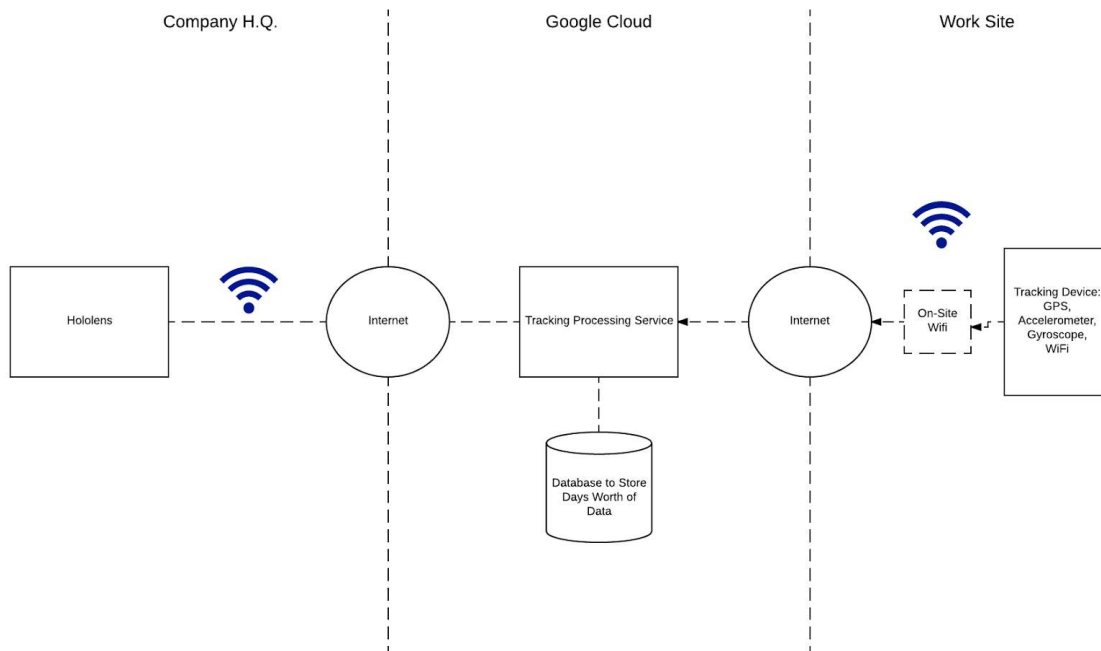 Company H.Q.
Google Cloud
Work Site
Hololens
Internet
Tracking Processing Service
Internet
On-Site
Wifi
Tracking Device:
GPS,
Accelerometer,
Gyroscope,
WiFi
Database to Store
Days Worth of
Data